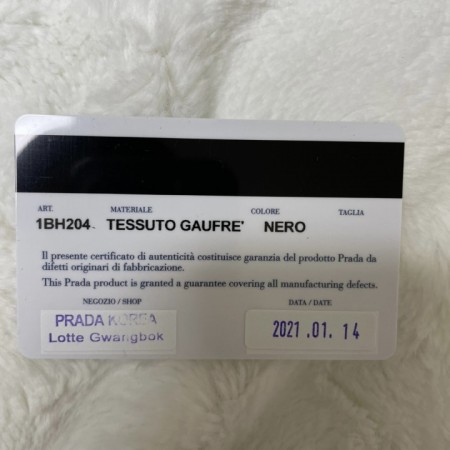 ART. MATERIALE COLORE TAGLIA
1BH204 TESSUTO GAUFRE' NERO
Il presente certificato di autenticità costituisce garanzia del prodotto Prada da
difetti originari di fabbricazione.
This Prada product is granted a guarantee covering all manufacturing defects.
NEGOZIO / SHOP DATA / DATE
PRADA KOREA 2021 .01. 14
Lotte Gwangbok